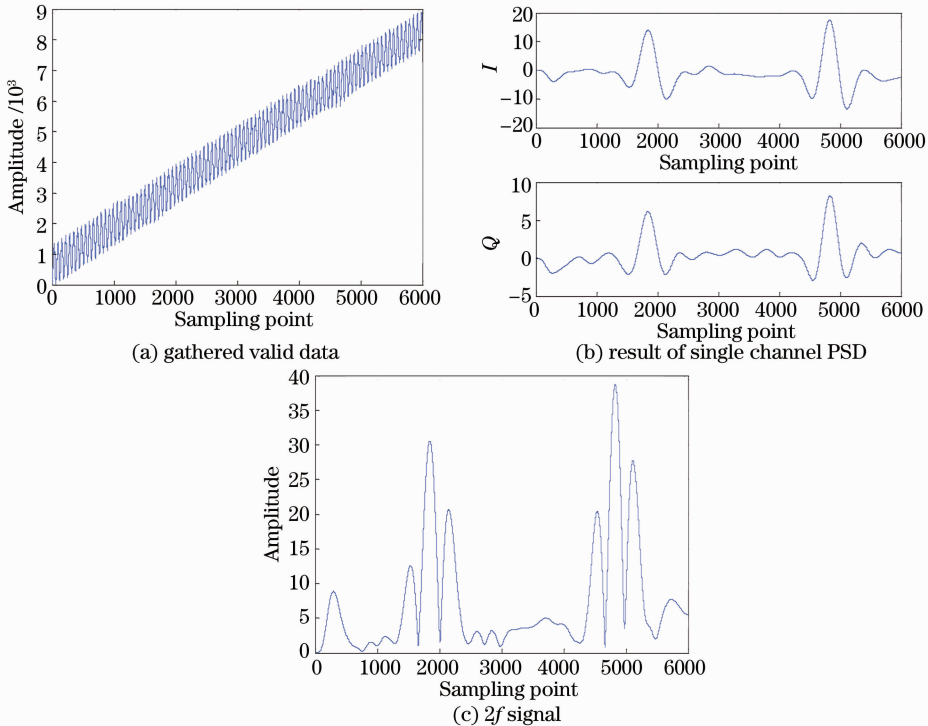 Amplitude /10³
9
8
7
6
5
4
3
2
1
0
0 1000 2000 3000 4000 5000 6000
Sampling point
(a) gathered valid data
I
20
10
0
−10
−20
0 1000 2000 3000 4000 5000 6000
Sampling point
Q
10
5
0
−5
0 1000 2000 3000 4000 5000 6000
Sampling point
(b) result of single channel PSD
Amplitude
40
35
30
25
20
15
10
5
0
0 1000 2000 3000 4000 5000 6000
Sampling point
(c) 2f signal